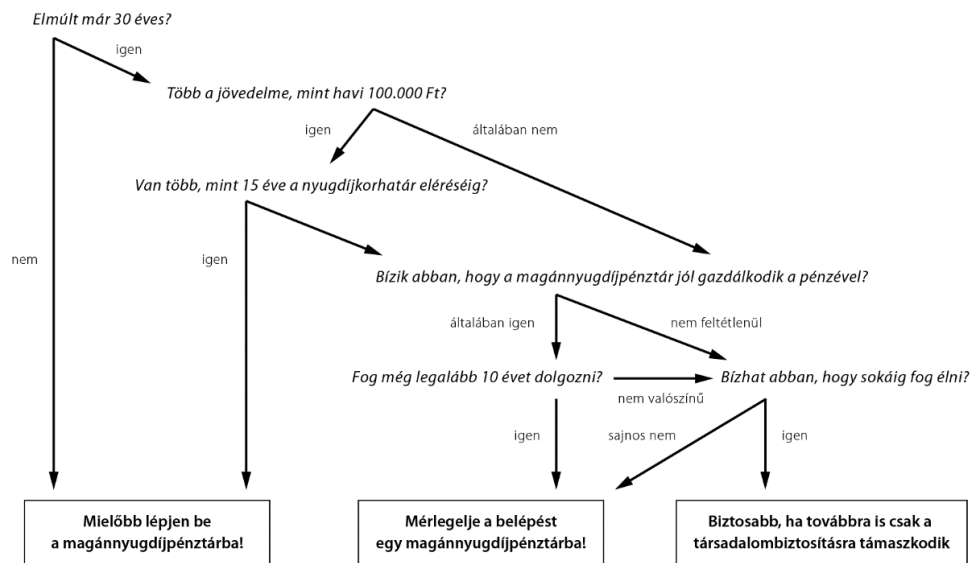 Elmúlt már 30 éves?
igen
Több a jövedelme, mint havi 100.000 Ft?
igen
általában nem
Van több, mint 15 éve a nyugdíjkorhatár eléréséig?
nem
igen
Bízik abban, hogy a magánnyugdíjpénztár jól gazdálkodik a pénzével?
általában igen
nem feltétlenül
Fog még legalább 10 évet dolgozni?
nem valószínű
Bízhat abban, hogy sokáig fog élni?
igen
sajnos nem
igen
Mielőbb lépjen be
a magánnyugdíjpénztárba!
Mérlegelje a belépést
egy magánnyugdíjpénztárba!
Biztosabb, ha továbbra is csak a
társadalombiztosításra támaszkodik